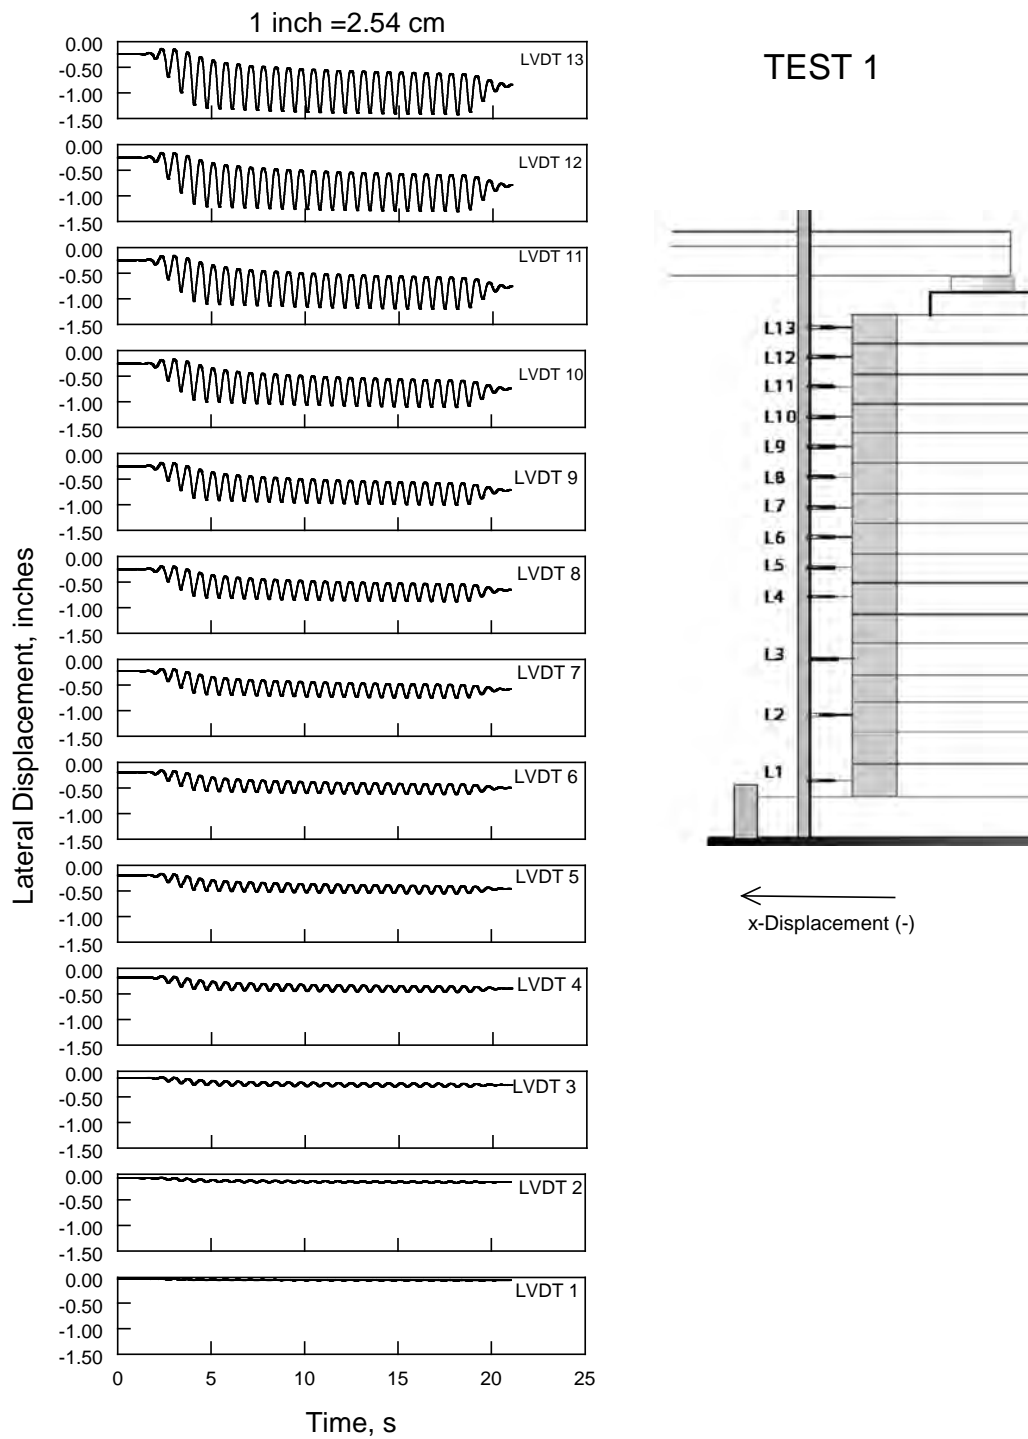 1 inch =2.54 cm
TEST 1
Lateral Displacement, inches
0.00
-0.50
-1.00
-1.50
LVDT 13
0.00
-0.50
-1.00
-1.50
LVDT 12
0.00
-0.50
-1.00
-1.50
LVDT 11
0.00
-0.50
-1.00
-1.50
LVDT 10
0.00
-0.50
-1.00
-1.50
LVDT 9
0.00
-0.50
-1.00
-1.50
LVDT 8
0.00
-0.50
-1.00
-1.50
LVDT 7
0.00
-0.50
-1.00
-1.50
LVDT 6
0.00
-0.50
-1.00
-1.50
LVDT 5
0.00
-0.50
-1.00
-1.50
LVDT 4
0.00
-0.50
-1.00
-1.50
LVDT 3
0.00
-0.50
-1.00
-1.50
LVDT 2
0.00
-0.50
-1.00
-1.50
LVDT 1
0 5 10 15 20 25
Time, s
L13
L12
L11
L10
L9
L8
L7
L6
L5
L4
L3
L2
L1
x-Displacement (-)